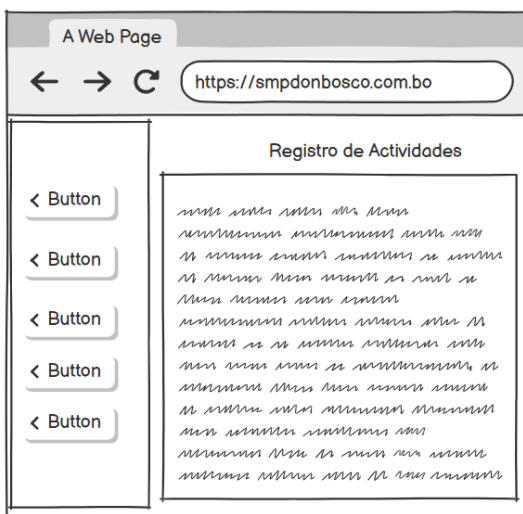 A Web Page
https://smpdonbosco.com.bo
Registro de Actividades
Button
Button
Button
Button
Button